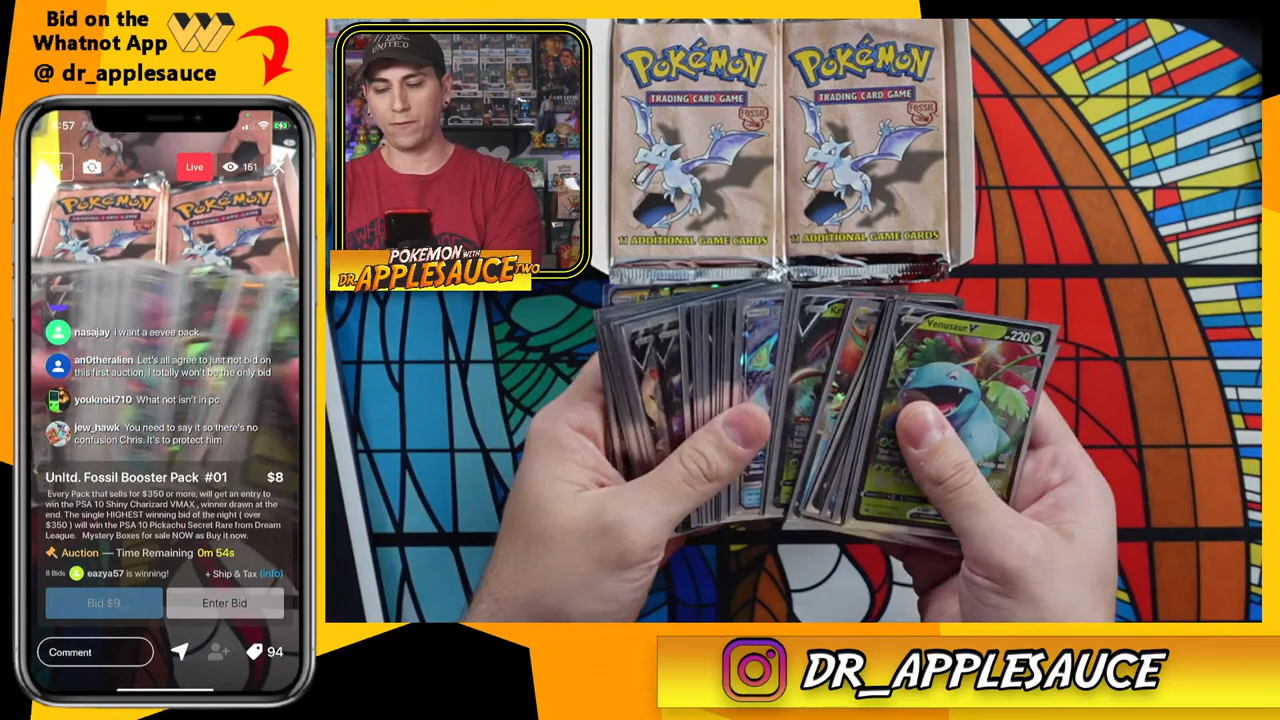 Bid on the
Whatnot App
@ dr_applesauce
:57
Live
151
POKéMON
TRADING CARD GAME
POKéMON
TRADING CARD GAME
nasajay i want a eevee pack
an0theralien Let's all agree to just not bid on
this first auction, I totally won't be the only bid
youknoit710 What not isn't in pc
jew_hawk You need to say it so there's no
confusion Chris. It's to protect him
Unltd. Fossil Booster Pack #01 $8
Every Pack that sells for $350 or more, will get an entry to
win the PSA 10 Shiny Charizard VMAX , winner drawn at the
end. The single HIGHEST winning bid of the night ( over
$350 ) will win the PSA 10 Pickachu Secret Rare from Dream
League. Mystery Boxes for sale NOW as Buy it now.
Auction — Time Remaining 0m 54s
8 Bids eazya57 is winning! + Ship & Tax (info)
Bid $9
Enter Bid
Comment
94
UNITED
POKEMON WITH
DR. APPLESAUCE TWO
POKéMON
TRADING CARD GAME
FOSSIL
11 ADDITIONAL GAME CARDS
POKéMON
TRADING CARD GAME
FOSSIL
11 ADDITIONAL GAME CARDS
Venusaur V
220
DR_APPLESAUCE